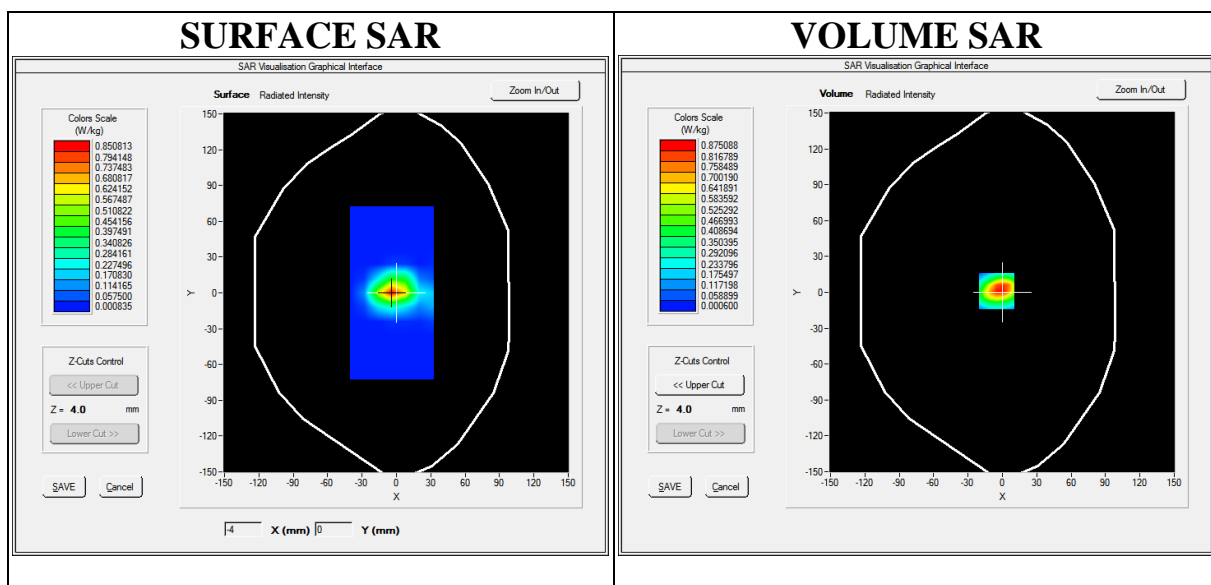 SURFACE SAR
SAR Visualisation Graphical Interface
Surface Radiated Intensity
Zoom In/Out
Colors Scale
(W/kg)
0.850813
0.794148
0.737483
0.680817
0.624152
0.567487
0.510822
0.454156
0.397491
0.340826
0.284161
0.227496
0.170830
0.114165
0.057500
0.000835
Z-Cuts Control
<< Upper Cut
Z = 4.0 mm
Lower Cut >>
SAVE Cancel
150
120
90
60
30
0
-30
-60
-90
-120
-150
Y
-150 -120 -90 -60 -30 0 30 60 90 120 150
X
-4 X (mm) 0 Y (mm)
VOLUME SAR
SAR Visualisation Graphical Interface
Volume Radiated Intensity
Zoom In/Out
Colors Scale
(W/kg)
0.875088
0.816789
0.758489
0.700190
0.641891
0.583592
0.525292
0.466993
0.408694
0.350395
0.292096
0.233796
0.175497
0.117198
0.058899
0.000600
Z-Cuts Control
<< Upper Cut
Z = 4.0 mm
Lower Cut >>
SAVE Cancel
150
120
90
60
30
0
-30
-60
-90
-120
-150
Y
-150 -120 -90 -60 -30 0 30 60 90 120 150
X